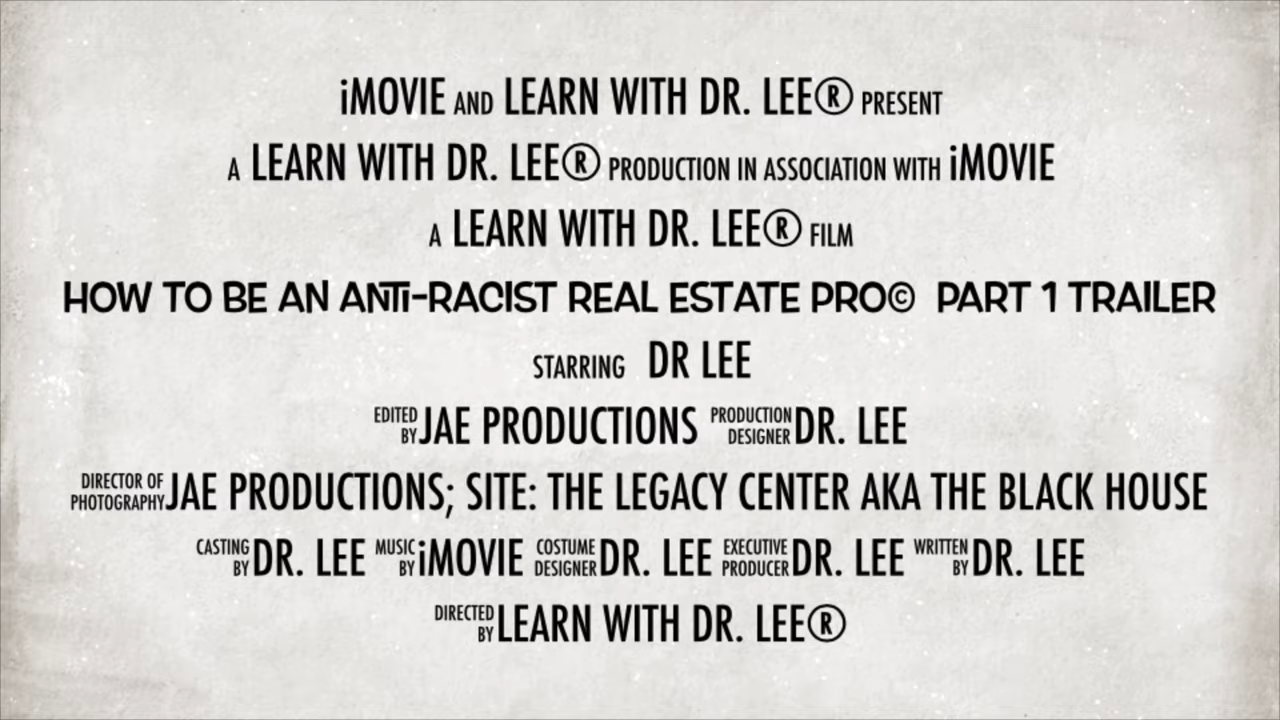 iMOVIE AND LEARN WITH DR. LEE® PRESENT
A LEARN WITH DR. LEE® PRODUCTION IN ASSOCIATION WITH iMOVIE
A LEARN WITH DR. LEE® FILM
HOW TO BE AN ANTi-RACIST REAL ESTATE PRO© PART 1 TRAILER
STARRING DR LEE
EDITED BY JAE PRODUCTIONS PRODUCTION DESIGNER DR. LEE
DIRECTOR OF PHOTOGRAPHY JAE PRODUCTIONS; SITE: THE LEGACY CENTER AKA THE BLACK HOUSE
CASTING BY DR. LEE MUSIC BY iMOVIE COSTUME DESIGNER DR. LEE EXECUTIVE PRODUCER DR. LEE WRITTEN BY DR. LEE
DIRECTED BY LEARN WITH DR. LEE®